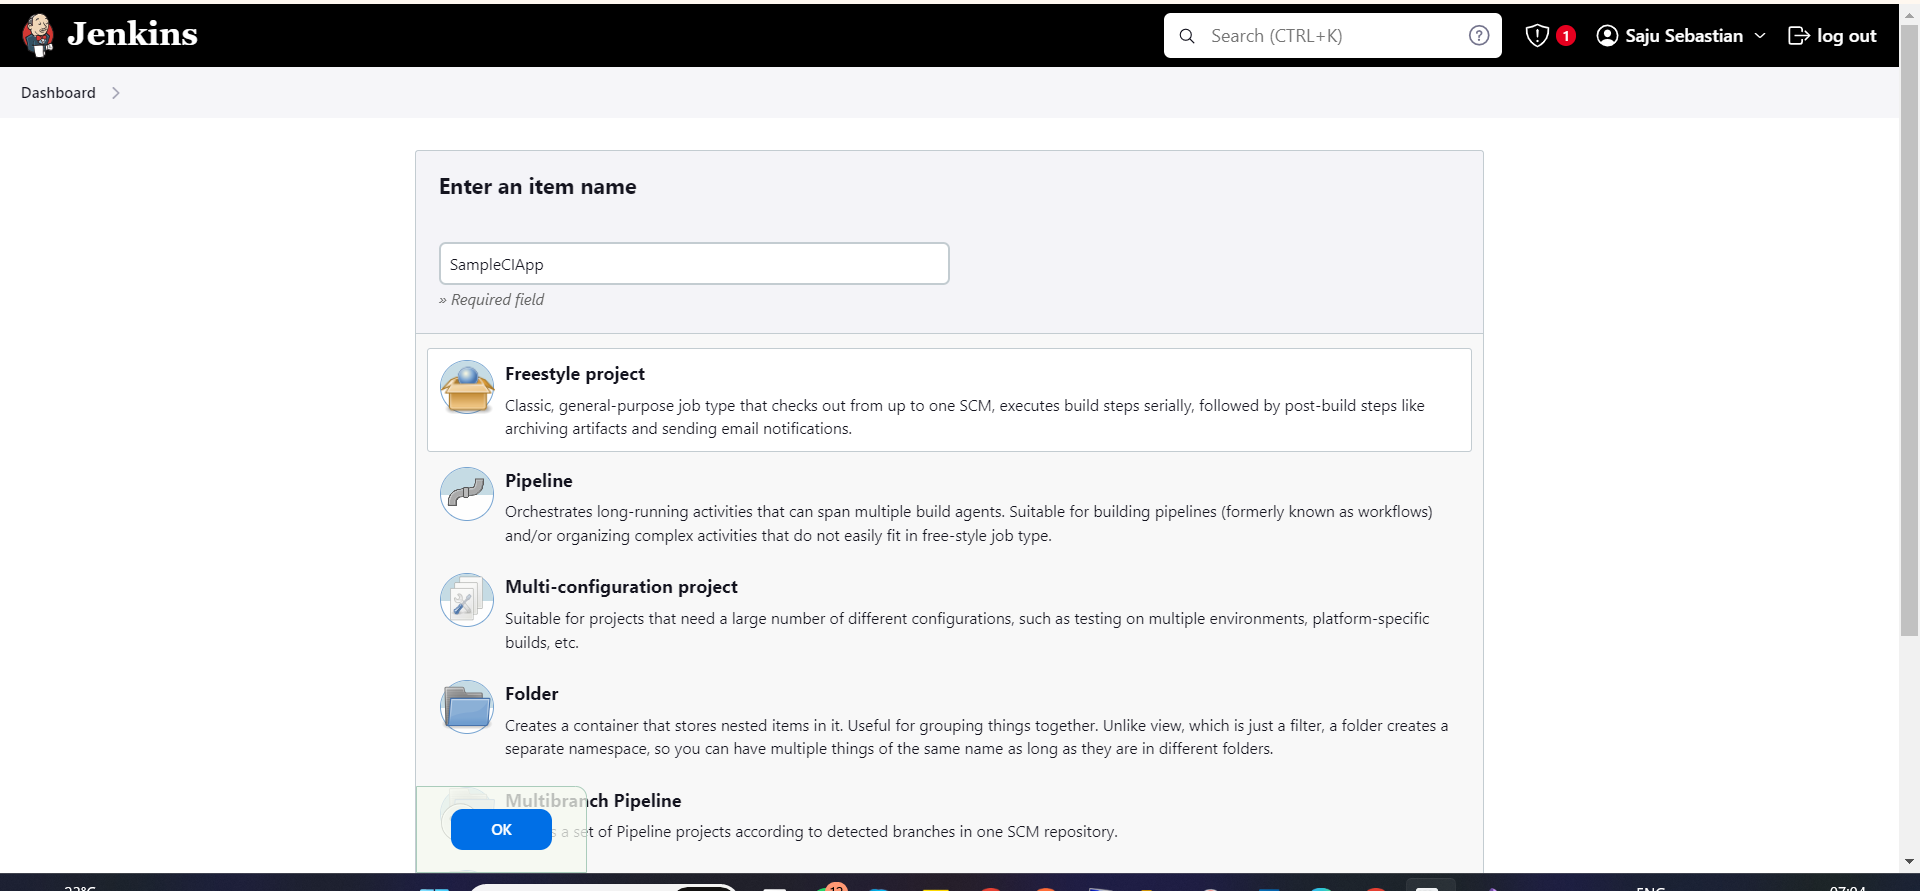 Jenkins
Search (CTRL+K)
1
Saju Sebastian
log out
Dashboard
Enter an item name
SampleCIApp
» Required field
Freestyle project
Classic, general-purpose job type that checks out from up to one SCM, executes build steps serially, followed by post-build steps like
archiving artifacts and sending email notifications.
Pipeline
Orchestrates long-running activities that can span multiple build agents. Suitable for building pipelines (formerly known as workflows)
and/or organizing complex activities that do not easily fit in free-style job type.
Multi-configuration project
Suitable for projects that need a large number of different configurations, such as testing on multiple environments, platform-specific
builds, etc.
Folder
Creates a container that stores nested items in it. Useful for grouping things together. Unlike view, which is just a filter, a folder creates a
separate namespace, so you can have multiple things of the same name as long as they are in different folders.
Multibranch Pipeline
a set of Pipeline projects according to detected branches in one SCM repository.
OK